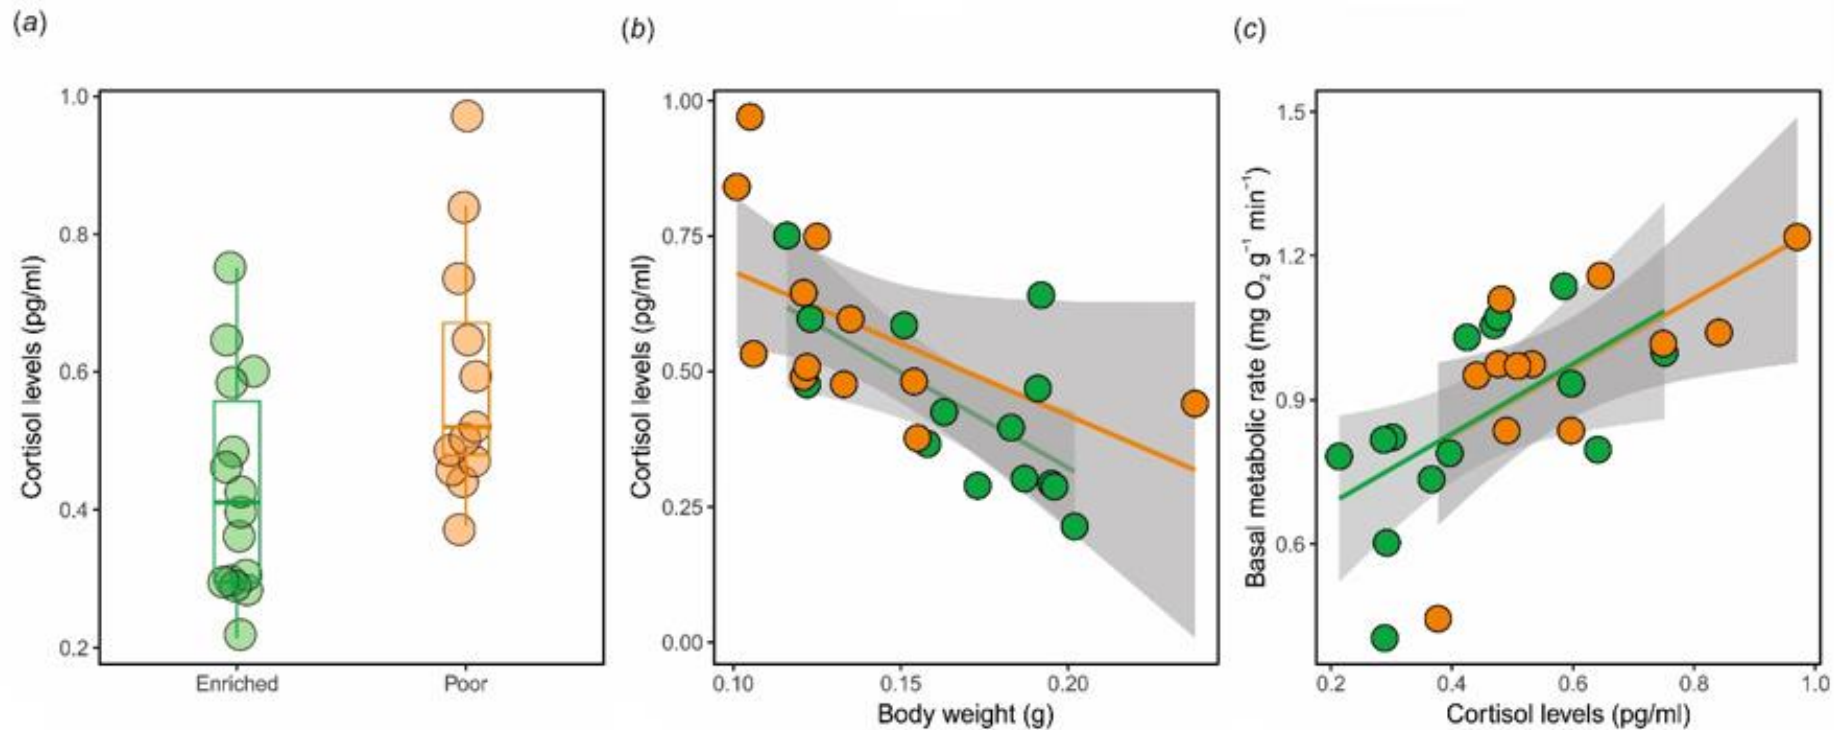 (a)
(b)
(c)
Cortisol levels (pg/ml)
1.0
0.8
0.6
0.4
0.2
Enriched
Poor
Cortisol levels (pg/ml)
1.00
0.75
0.50
0.25
0.00
0.10
0.15
0.20
Body weight (g)
Basal metabolic rate (mg O₂ g⁻¹ min⁻¹)
1.5
1.2
0.9
0.6
0.2
0.4
0.6
0.8
1.0
Cortisol levels (pg/ml)